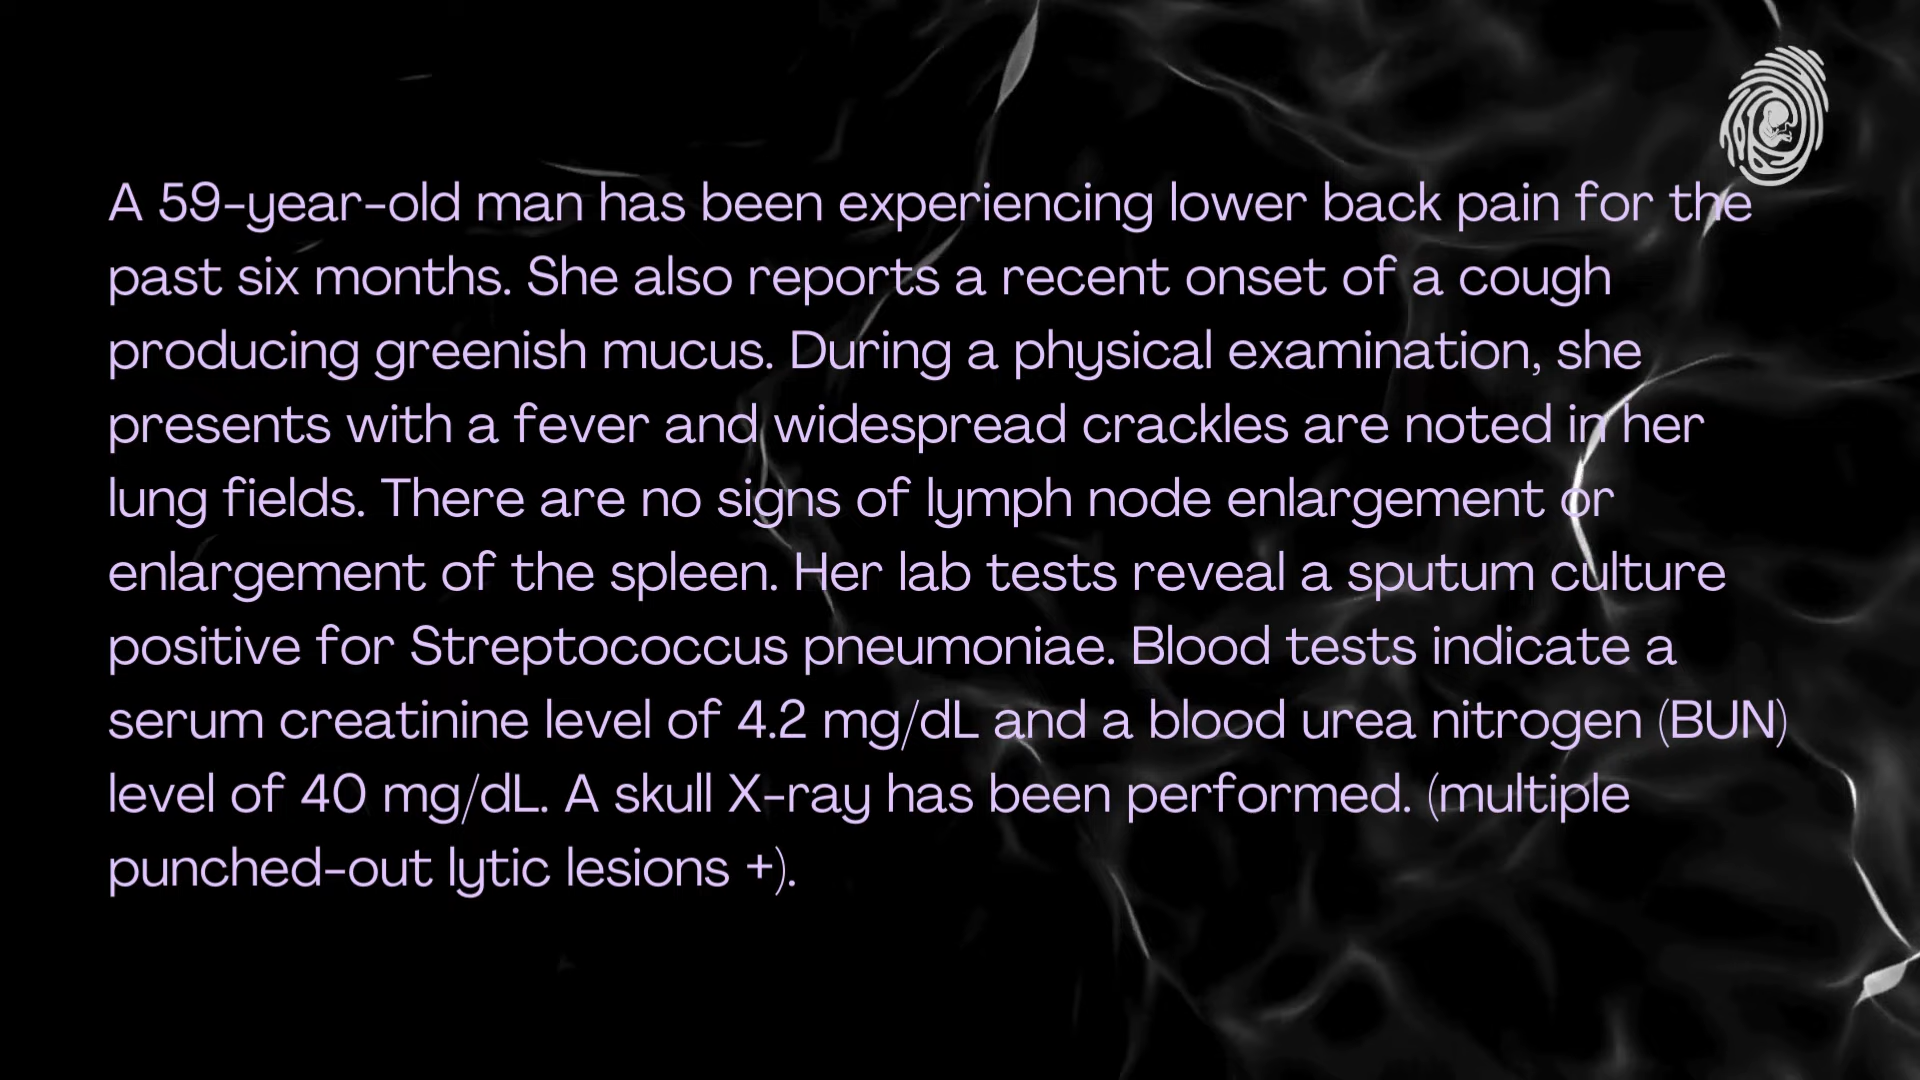 A 59-year-old man has been experiencing lower back pain for the
past six months. She also reports a recent onset of a cough
producing greenish mucus. During a physical examination, she
presents with a fever and widespread crackles are noted in her
lung fields. There are no signs of lymph node enlargement or
enlargement of the spleen. Her lab tests reveal a sputum culture
positive for Streptococcus pneumoniae. Blood tests indicate a
serum creatinine level of 4.2 mg/dL and a blood urea nitrogen (BUN)
level of 40 mg/dL. A skull X-ray has been performed. (multiple
punched-out lytic lesions +).